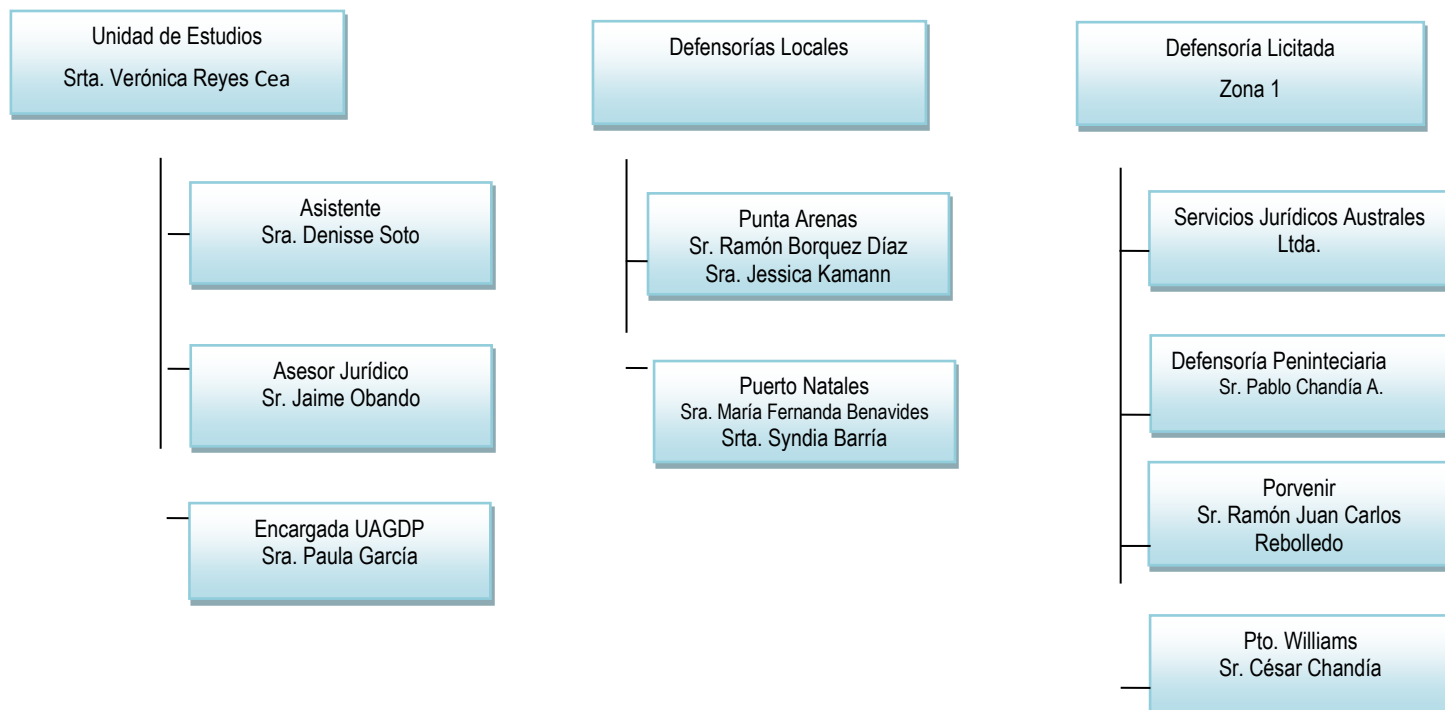 Unidad de Estudios
Srta. Verónica Reyes Cea
Asistente
Sra. Denisse Soto
Asesor Jurídico
Sr. Jaime Obando
Encargada UAGDP
Sra. Paula García
Defensorías Locales
Punta Arenas
Sr. Ramón Borquez Díaz
Sra. Jessica Kamann
Puerto Natales
Sra. María Fernanda Benavides
Srta. Syndia Barría
Defensoría Licitada
Zona 1
Servicios Jurídicos Australes
Ltda.
Defensoría Peninteciaria
Sr. Pablo Chandía A.
Porvenir
Sr. Ramón Juan Carlos
Rebolledo
Pto. Williams
Sr. César Chandía